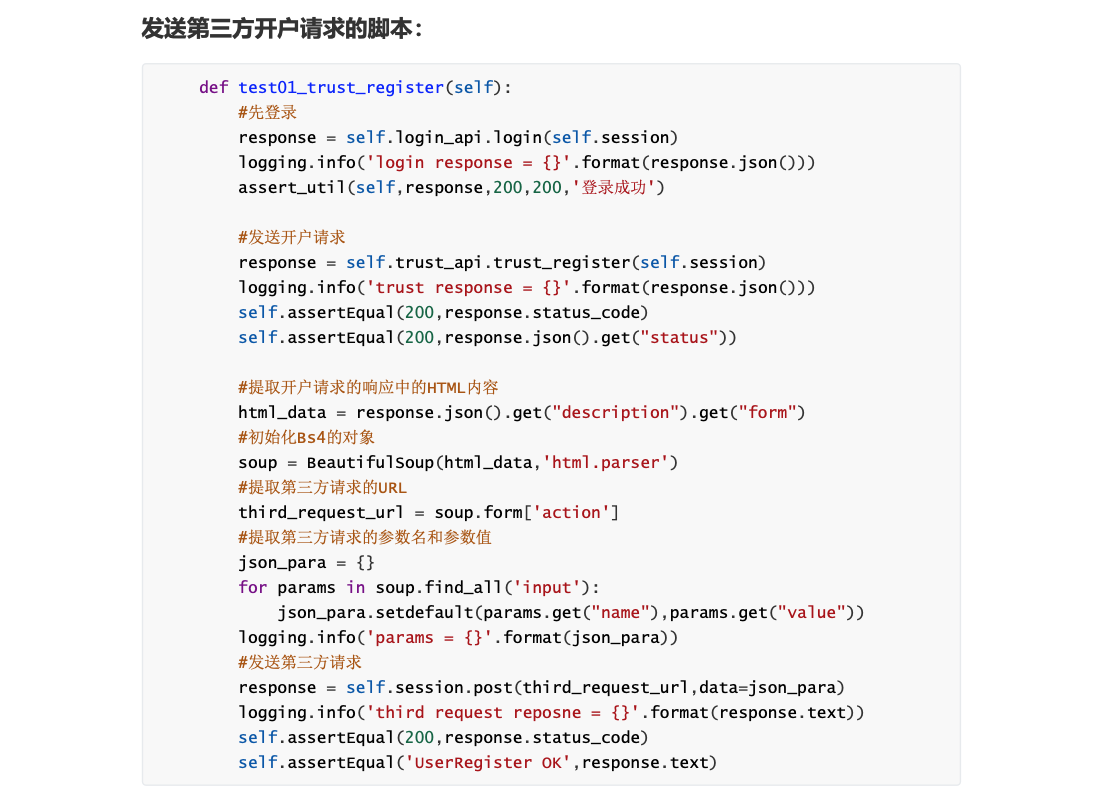 发送第三方开户请求的脚本：
def test01_trust_register(self):
#先登录
response = self.login_api.login(self.session)
logging.info('login response = {}'.format(response.json()))
assert_util(self,response,200,200,'登录成功')
#发送开户请求
response = self.trust_api.trust_register(self.session)
logging.info('trust response = {}'.format(response.json()))
self.assertEqual(200,response.status_code)
self.assertEqual(200,response.json().get("status"))
#提取开户请求的响应中的HTML内容
html_data = response.json().get("description").get("form")
#初始化Bs4的对象
soup = BeautifulSoup(html_data,'html.parser')
#提取第三方请求的URL
third_request_url = soup.form['action']
#提取第三方请求的参数名和参数值
json_para = {}
for params in soup.find_all('input'):
json_para.setdefault(params.get("name"),params.get("value"))
logging.info('params = {}'.format(json_para))
#发送第三方请求
response = self.session.post(third_request_url,data=json_para)
logging.info('third request reposne = {}'.format(response.text))
self.assertEqual(200,response.status_code)
self.assertEqual('UserRegister OK',response.text)